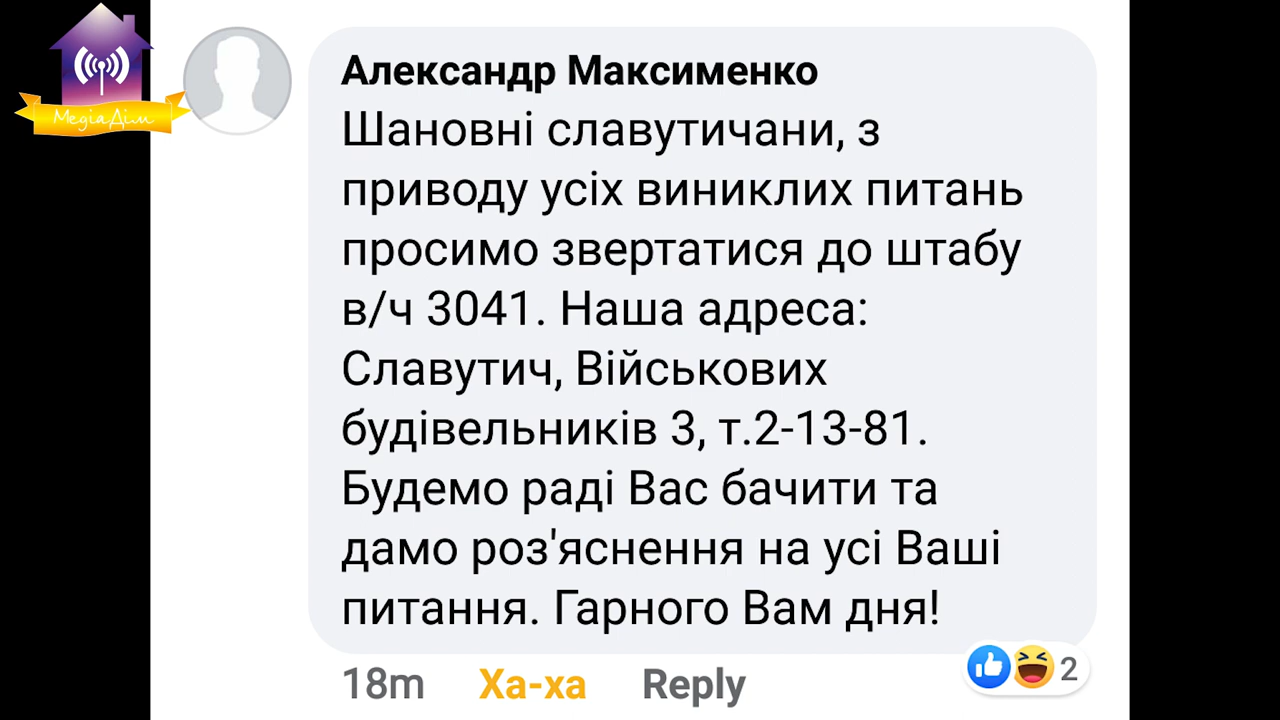 МедіаДім
Александр Максименко
Шановні славутичани, з
приводу усіх виниклих питань
просимо звертатися до штабу
в/ч 3041. Наша адреса:
Славутич, Військових
будівельників 3, т.2-13-81.
Будемо раді Вас бачити та
дамо роз'яснення на усі Ваші
питання. Гарного Вам дня!
18m Ха-ха Reply 2